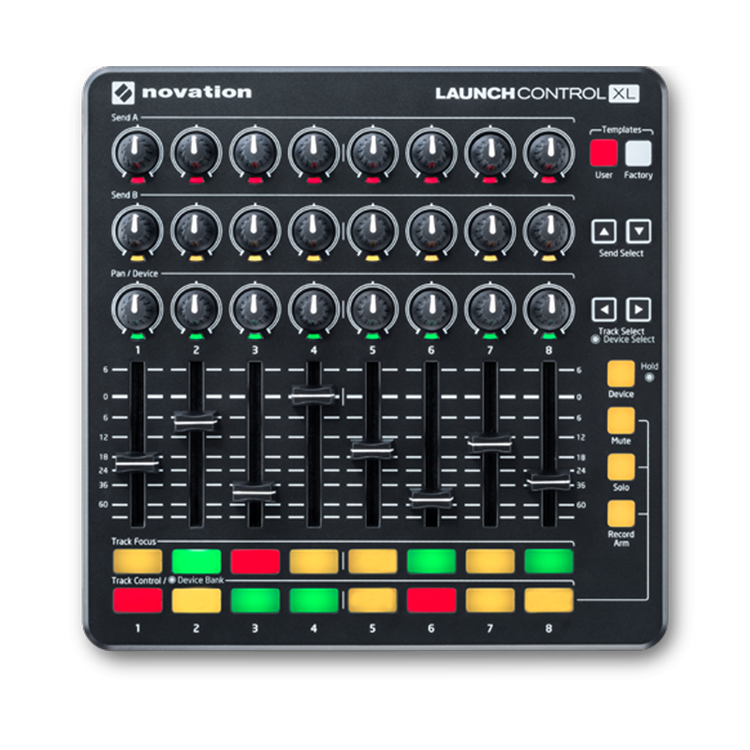 novation
LAUNCHCONTROL XL
Send A
Templates
User Factory
Send B
Send Select
Pan / Device
Track Select
Device Select
1 2 3 4 5 6 7 8
6 6
0 0
6 6
12 12
18 18
24 24
36 36
60 60
Hold
Device
Mute
Solo
Record
Arm
Track Focus
Track Control / Device Bank
1 2 3 4 5 6 7 8